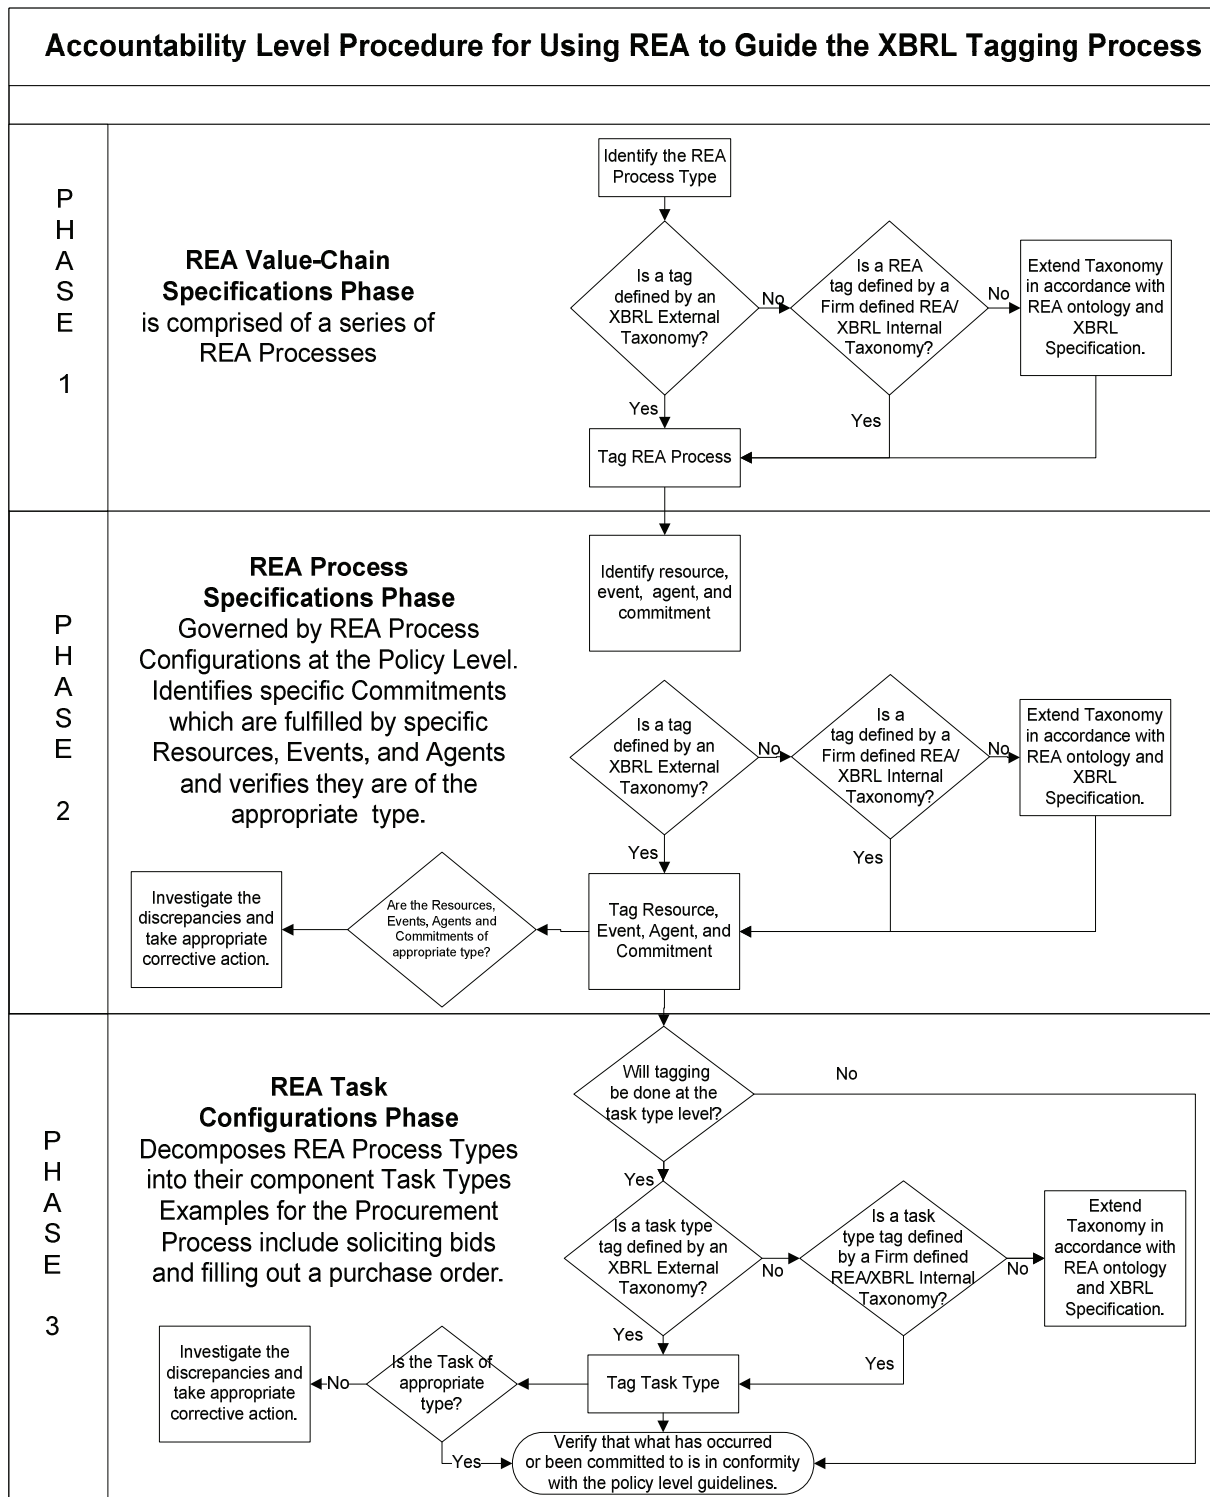 Accountability Level Procedure for Using REA to Guide the XBRL Tagging Process
P
H
A
S
E
1
REA Value-Chain
Specifications Phase
is comprised of a series of
REA Processes
Identify the REA
Process Type
Is a tag
defined by an
XBRL External
Taxonomy?
No
Is a REA
tag defined by a
Firm defined REA/
XBRL Internal
Taxonomy?
No
Extend Taxonomy
in accordance with
REA ontology and
XBRL
Specification.
Yes
Yes
Tag REA Process
P
H
A
S
E
2
REA Process
Specifications Phase
Governed by REA Process
Configurations at the Policy Level.
Identifies specific Commitments
which are fulfilled by specific
Resources, Events, and Agents
and verifies they are of the
appropriate type.
Identify resource,
event, agent, and
commitment
Is a tag
defined by an
XBRL External
Taxonomy?
No
Is a
tag defined by a
Firm defined REA/
XBRL Internal
Taxonomy?
No
Extend Taxonomy
in accordance with
REA ontology and
XBRL
Specification.
Yes
Yes
Investigate the
discrepancies and
take appropriate
corrective action.
Are the Resources,
Events, Agents and
Commitments of
appropriate type?
Tag Resource,
Event, Agent, and
Commitment
P
H
A
S
E
3
REA Task
Configurations Phase
Decomposes REA Process Types
into their component Task Types
Examples for the Procurement
Process include soliciting bids
and filling out a purchase order.
Will tagging
be done at the
task type level?
No
Yes
Is a task type
tag defined by an
XBRL External
Taxonomy?
No
Is a task
type tag defined
by a Firm defined
REA/XBRL Internal
Taxonomy?
No
Extend
Taxonomy in
accordance with
REA ontology
and XBRL
Specification.
Yes
Yes
Investigate the
discrepancies and
take appropriate
corrective action.
No
Is the Task of
appropriate
type?
Tag Task Type
Yes
Verify that what has occurred
or been committed to is in conformity
with the policy level guidelines.